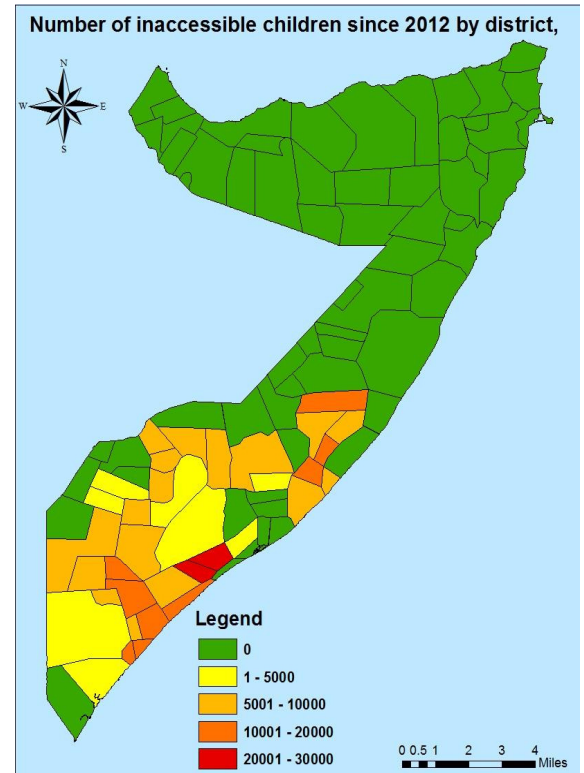 Number of inaccessible children since 2012 by district,
N
W E
S
Legend
0
1 - 5000
5001 - 10000
10001 - 20000
20001 - 30000
0 0.5 1 2 3 4
Miles